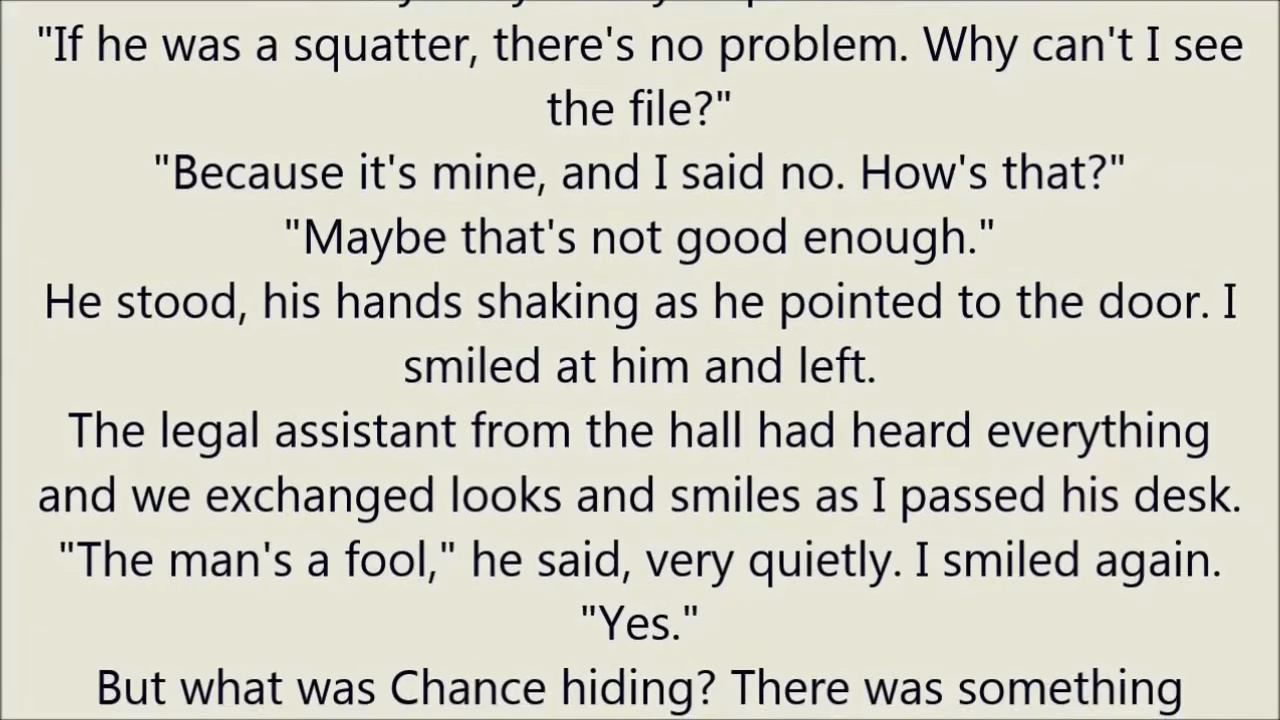 "If he was a squatter, there's no problem. Why can't I see
the file?"
"Because it's mine, and I said no. How's that?"
"Maybe that's not good enough."
He stood, his hands shaking as he pointed to the door. I
smiled at him and left.
The legal assistant from the hall had heard everything
and we exchanged looks and smiles as I passed his desk.
"The man's a fool," he said, very quietly. I smiled again.
"Yes."
But what was Chance hiding? There was something